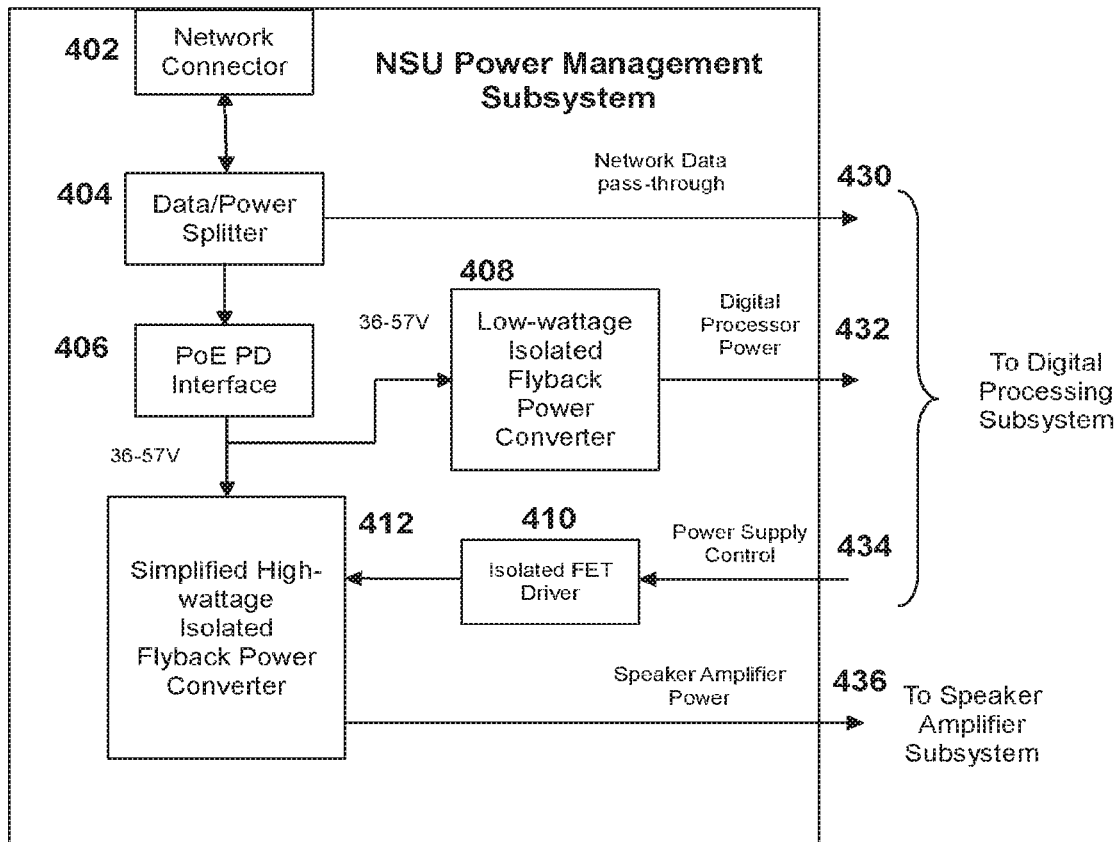 402
Network
Connector
NSU Power Management
Subsystem
404
Data/Power
Splitter
Network Data
pass-through
430
406
PoE PD
Interface
36-57V
408
Low-wattage
Isolated
Flyback
Power
Converter
Digital
Processor
Power
432
To Digital
Processing
Subsystem
36-57V
412
Simplified High-
wattage
Isolated
Flyback Power
Converter
410
Isolated FET
Driver
Power Supply
Control
434
Speaker Amplifier
Power
436
To Speaker
Amplifier
Subsystem